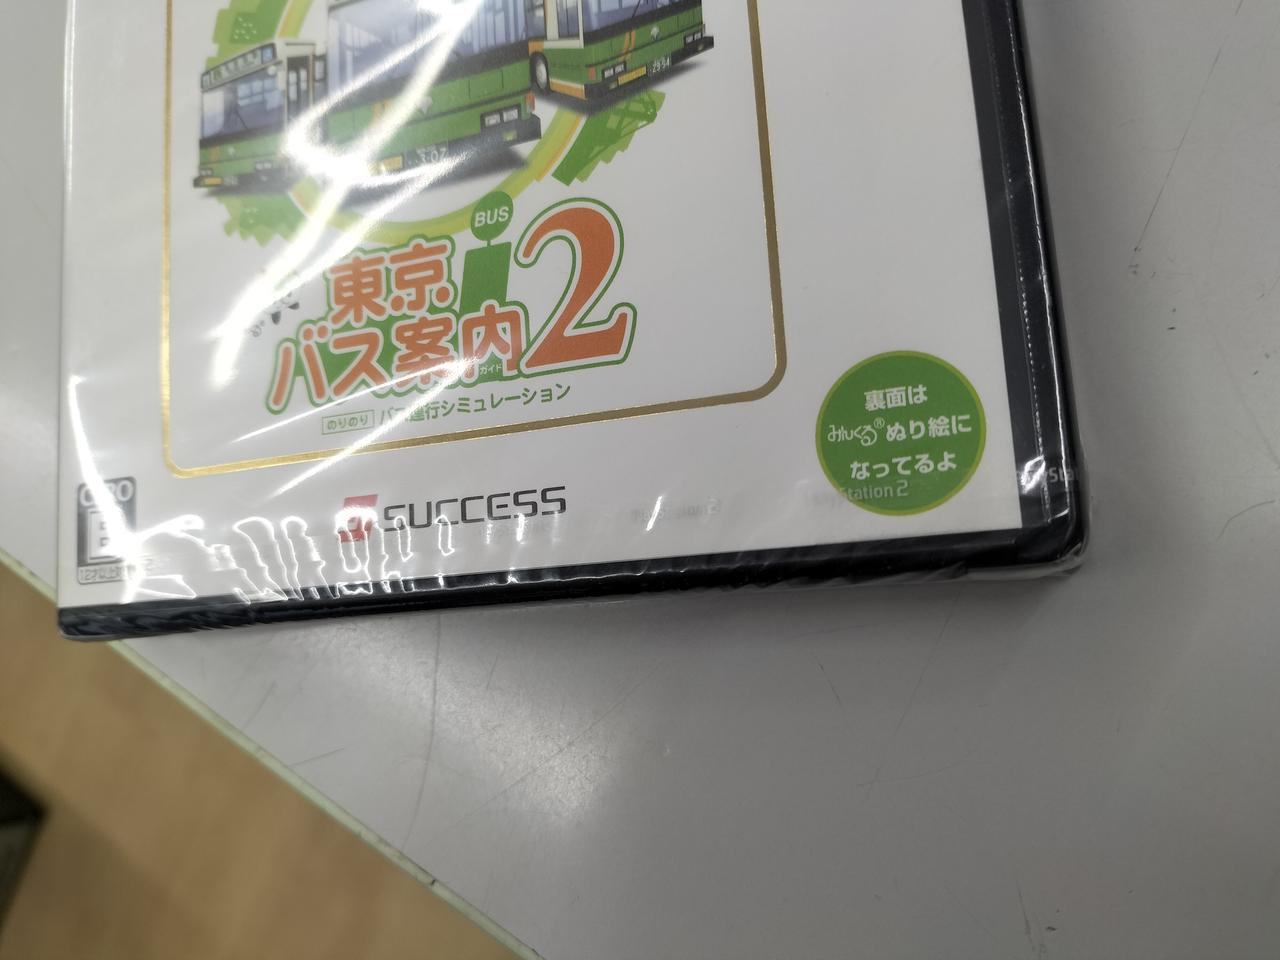 BUS
東京
バス案内2
ガイド
のりのり バス運行シミュレーション
SUCCESS
裏面は
みんくる®ぬり絵に
なってるよ
PlayStation 2